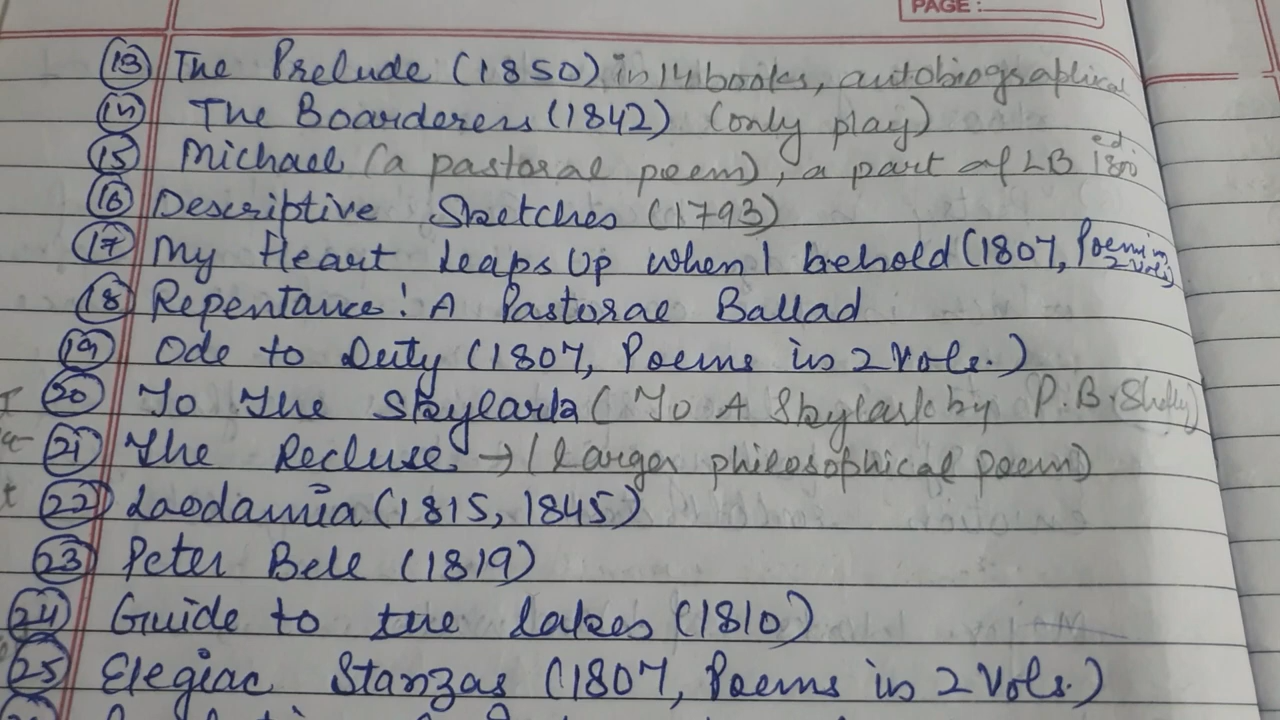 PAGE:
13 The Prelude (1850) in 14 books, autobiographical
14 The Boarderers (1842) (only play)
15 Michael (a pastoral poem), a part of LB ed. 1800
16 Descriptive Sketches (1793)
17 My Heart Leaps Up when I behold (1807, Poem in 2 vols)
18 Repentance: A Pastoral Ballad
19 Ode to Duty (1807, Poems in 2 Vols.)
20 To The Skylark (To A Skylark by P.B. Shelly)
21 The Recluse → (larger philosophical poem)
22 Laodamia (1815, 1845)
23 Peter Bell (1819)
24 Guide to the Lakes (1810)
25 Elegiac Stanzas (1807, Poems in 2 Vols.)